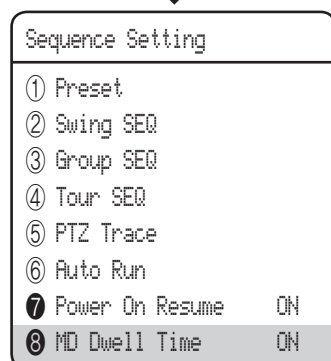 Sequence Setting
① Preset
② Swing SEQ
③ Group SEQ
④ Tour SEQ
⑤ PTZ Trace
⑥ Auto Run
❼ Power On Resume ON
❽ MD Dwell Time ON